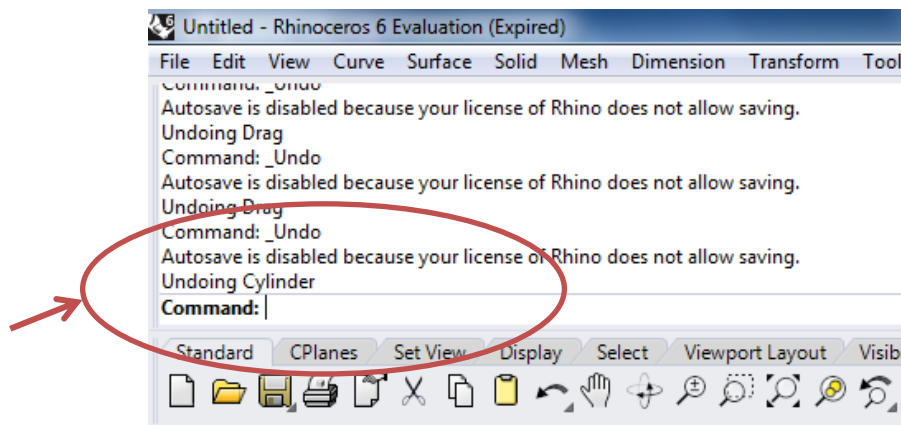 Untitled - Rhinoceros 6 Evaluation (Expired)
File Edit View Curve Surface Solid Mesh Dimension Transform Tool
Command: _Undo
Autosave is disabled because your license of Rhino does not allow saving.
Undoing Drag
Command: _Undo
Autosave is disabled because your license of Rhino does not allow saving.
Undoing Drag
Command: _Undo
Autosave is disabled because your license of Rhino does not allow saving.
Undoing Cylinder
Command:
Standard CPlanes Set View Display Select Viewport Layout Visib